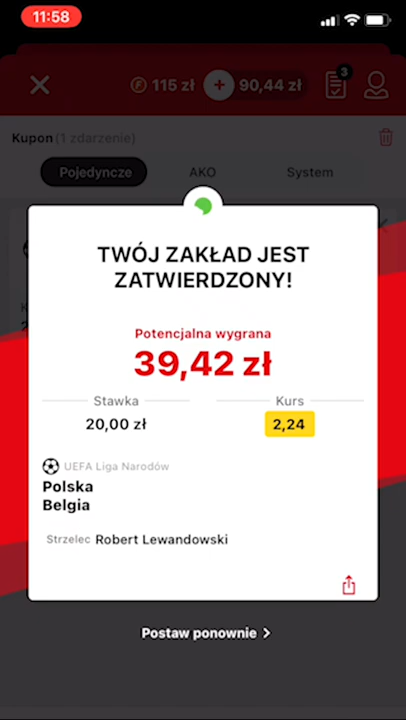 11:58
115 zł
+
90,44 zł
3
Kupon (1 zdarzenie)
Pojedyncze
AKO
System
TWÓJ ZAKŁAD JEST
ZATWIERDZONY!
Potencjalna wygrana
39,42 zł
Stawka
Kurs
20,00 zł
2,24
UEFA Liga Narodów
Polska
Belgia
Strzelec Robert Lewandowski
Postaw ponownie >